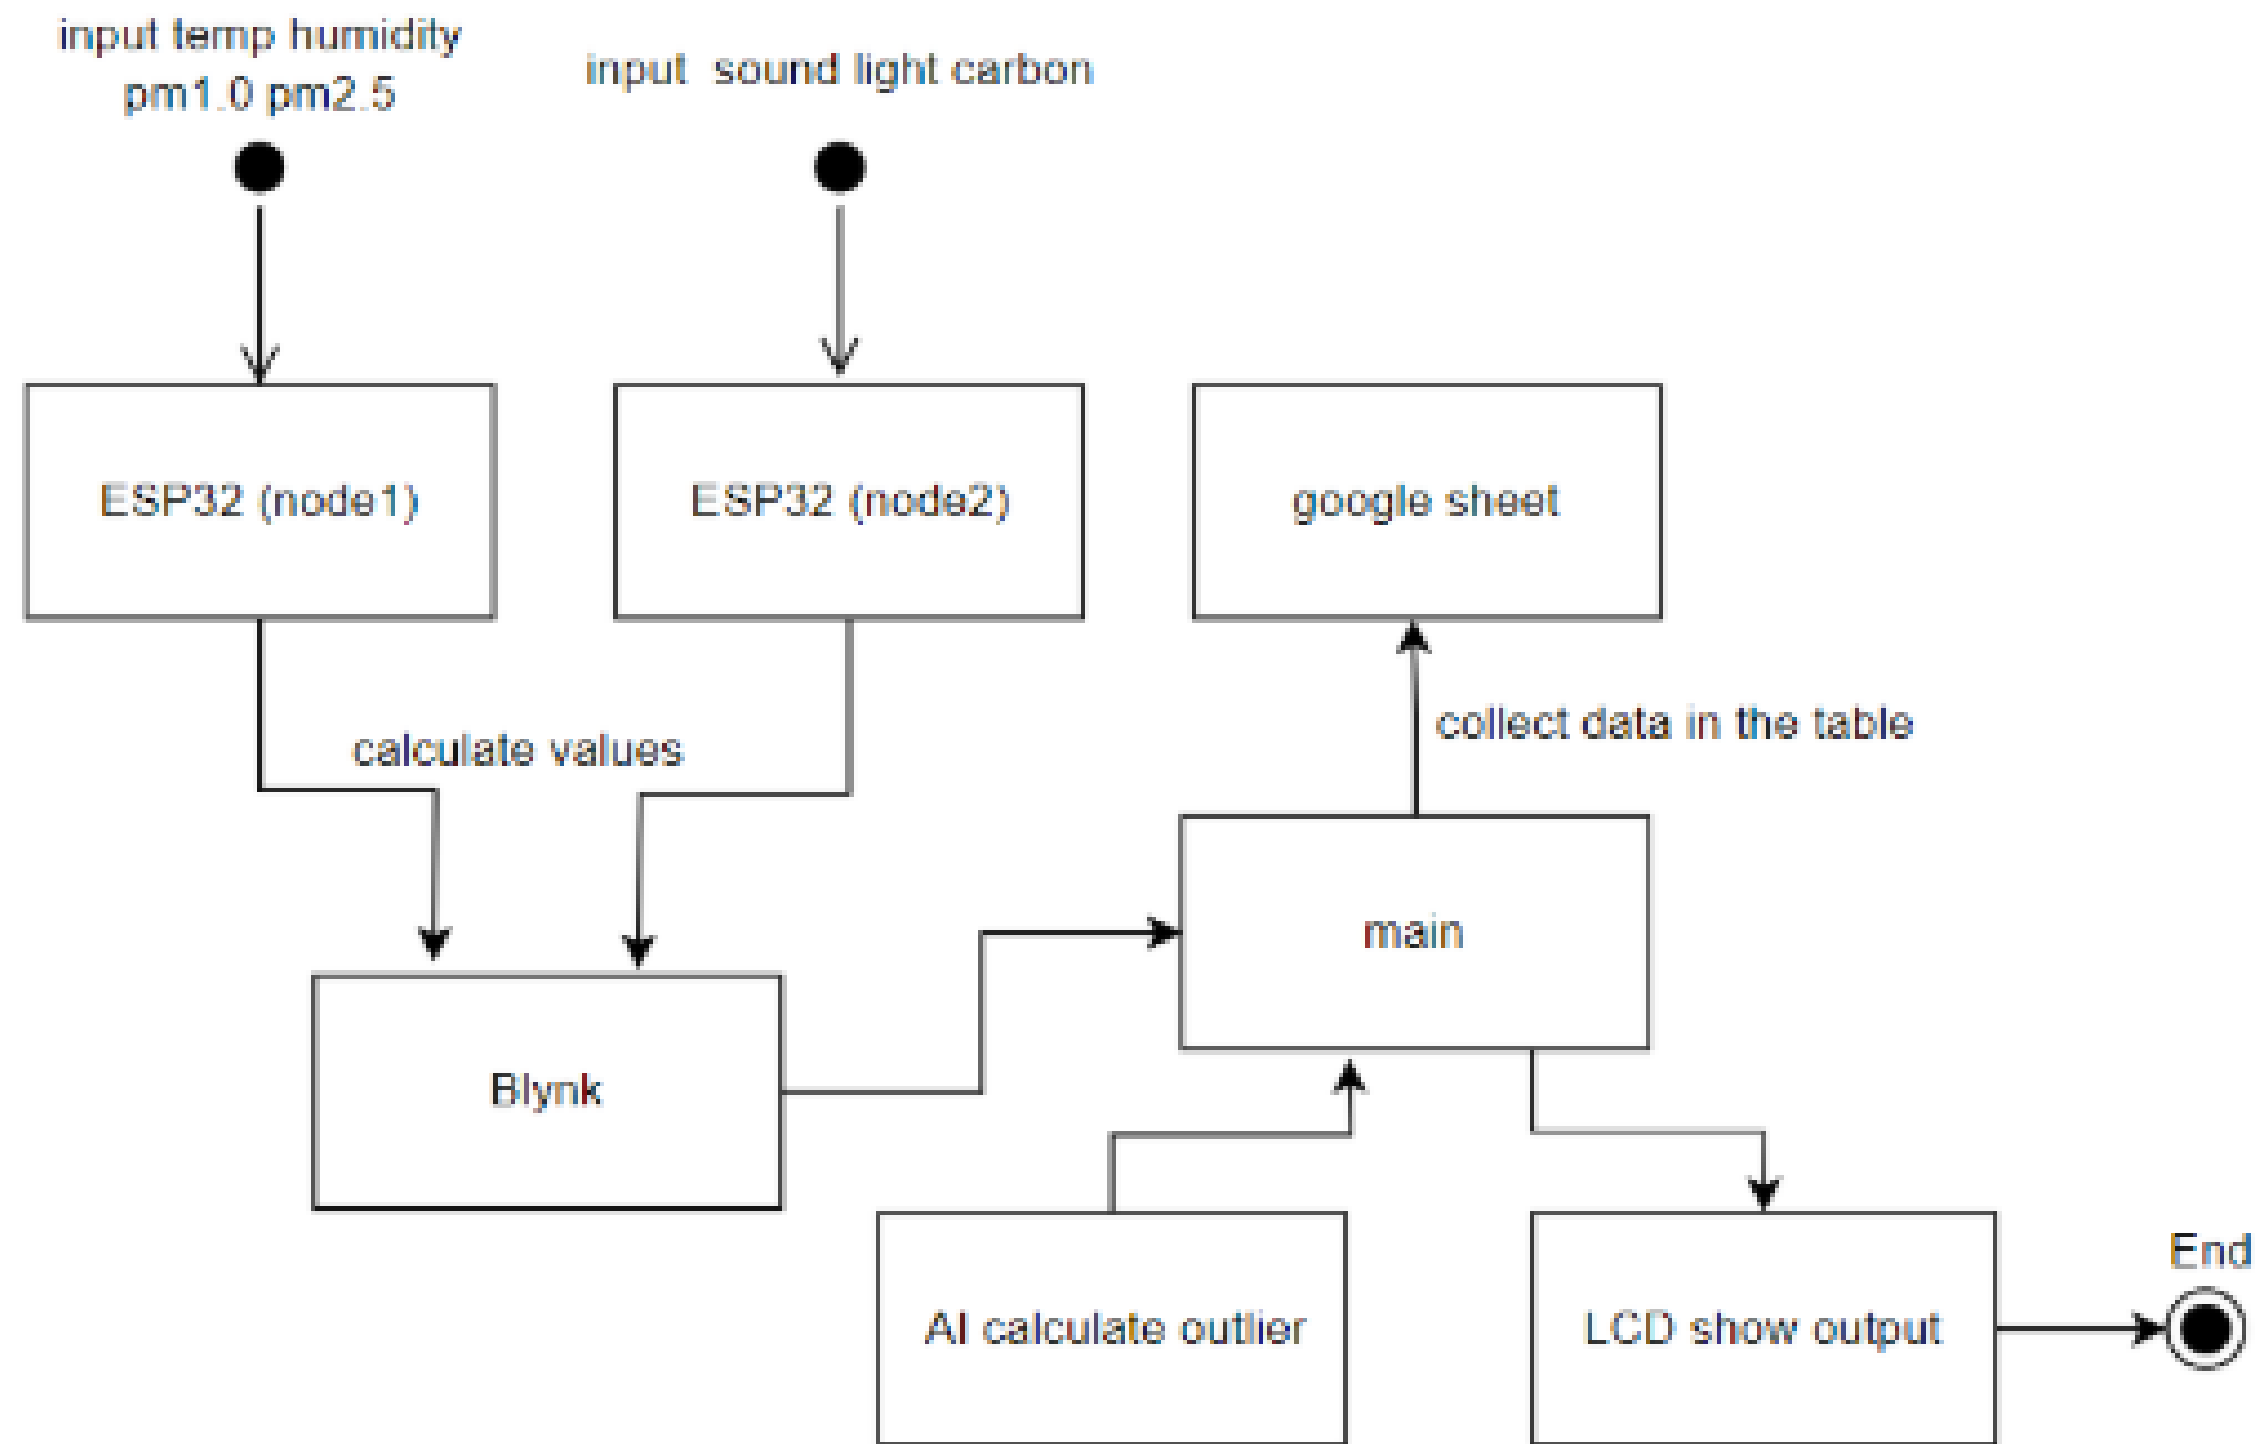 input temp humidity
pm1.0 pm2.5
input sound light carbon
ESP32 (node1)
ESP32 (node2)
google sheet
calculate values
collect data in the table
main
Blynk
AI calculate outlier
LCD show output
End